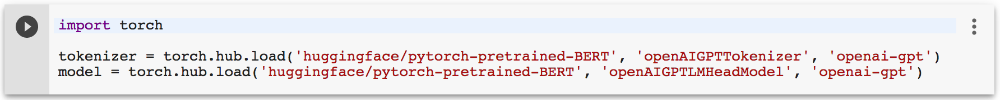 import torch
tokenizer = torch.hub.load('huggingface/pytorch-pretrained-BERT', 'openAIGPTTokenizer', 'openai-gpt')
model = torch.hub.load('huggingface/pytorch-pretrained-BERT', 'openAIGPTLMHeadModel', 'openai-gpt')